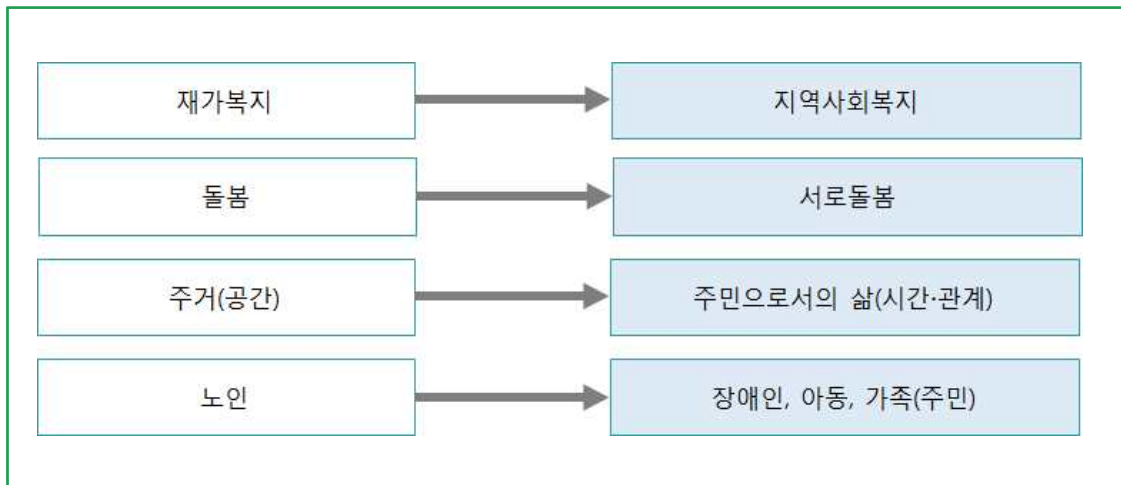 재가복지
지역사회복지
돌봄
서로돌봄
주거(공간)
주민으로서의 삶(시간·관계)
노인
장애인, 아동, 가족(주민)